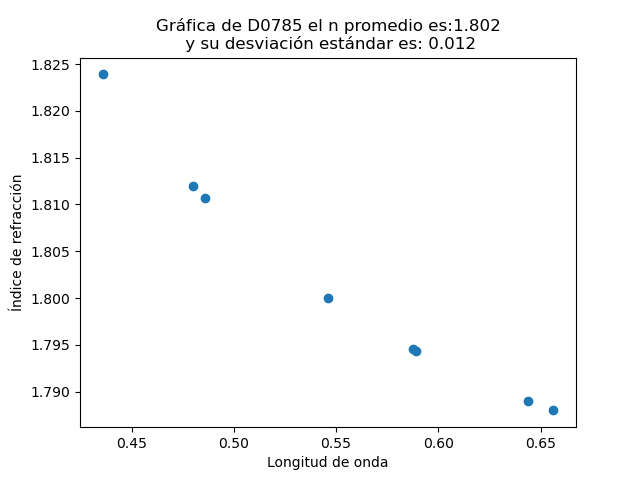 Gráfica de D0785 el n promedio es:1.802
y su desviación estándar es: 0.012
1.825
1.820
1.815
1.810
1.805
1.800
1.795
1.790
Índice de refracción
0.45 0.50 0.55 0.60 0.65
Longitud de onda